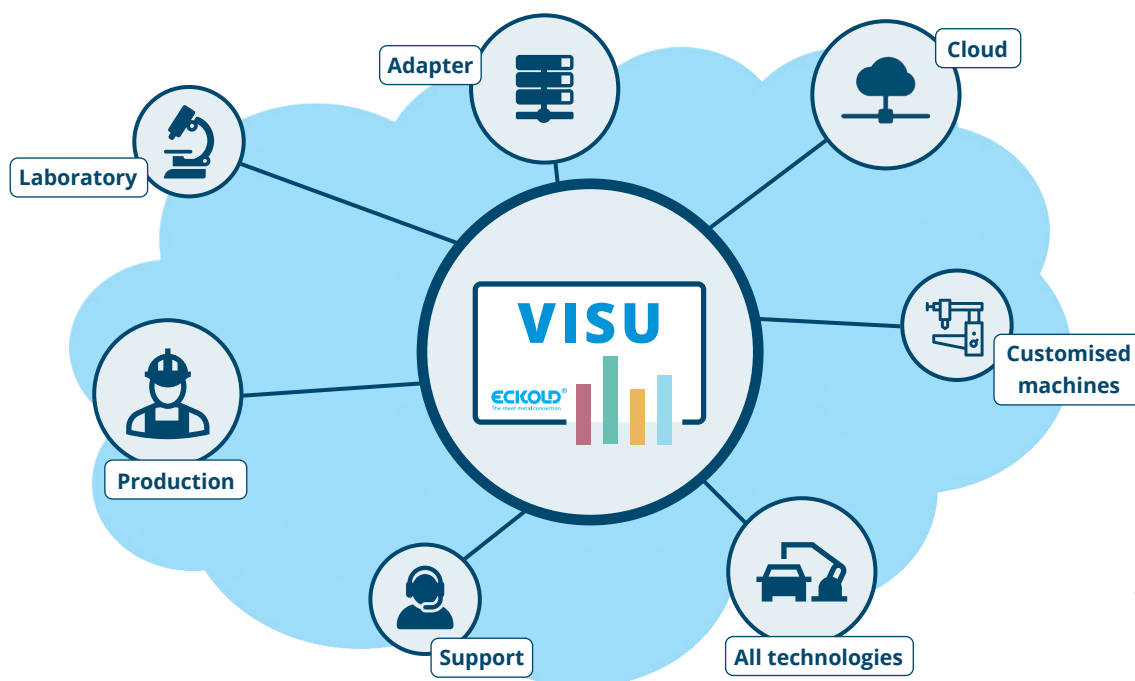 Adapter
Cloud
Laboratory
VISU
ECKOLD®
The sheet metal connection
Customised
machines
Production
Support
All technologies